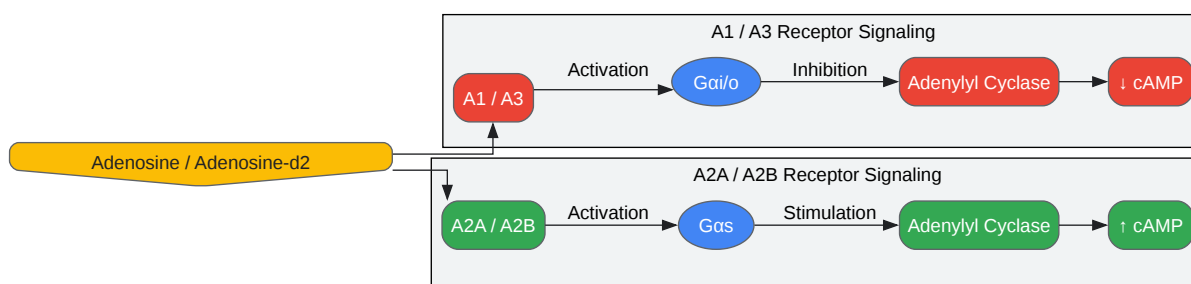 A1 / A3 Receptor Signaling
Activation
Inhibition
A1 / A3
Gαi/o
Adenylyl Cyclase
↓ cAMP
Adenosine / Adenosine-d2
A2A / A2B Receptor Signaling
Activation
Stimulation
A2A / A2B
Gαs
Adenylyl Cyclase
↑ cAMP